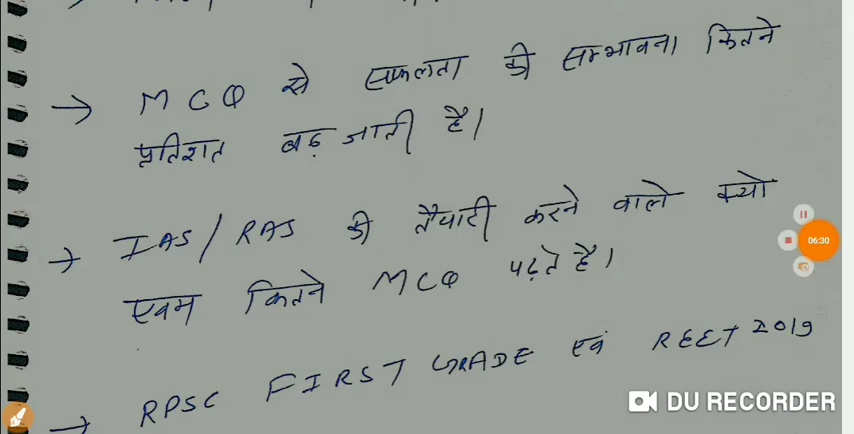 → MCQ से सफलता की सम्भावना कितने
प्रतिशत बढ़ जाती है।
→ IAS/RAS की तैयारी करने वाले क्यों
एवम कितने MCQ पढ़ते है।
06:30
→ RPSC FIRST GRADE एवं REET 2019
DU RECORDER